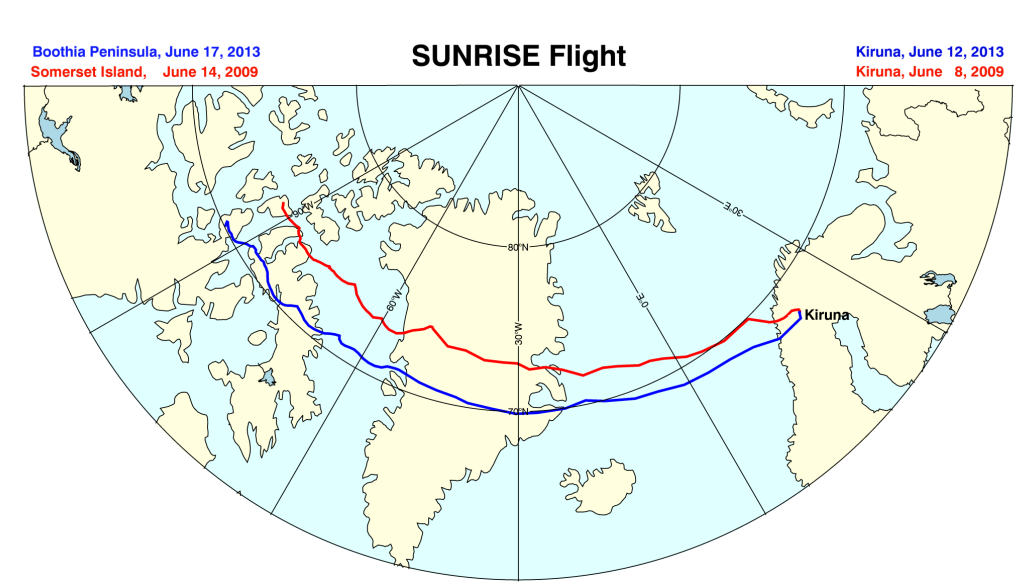 SUNRISE Flight
Boothia Peninsula, June 17, 2013
Somerset Island, June 14, 2009
Kiruna, June 12, 2013
Kiruna, June 8, 2009
90°W
60°W
30°W
0°E
30°E
80°N
70°N
Kiruna